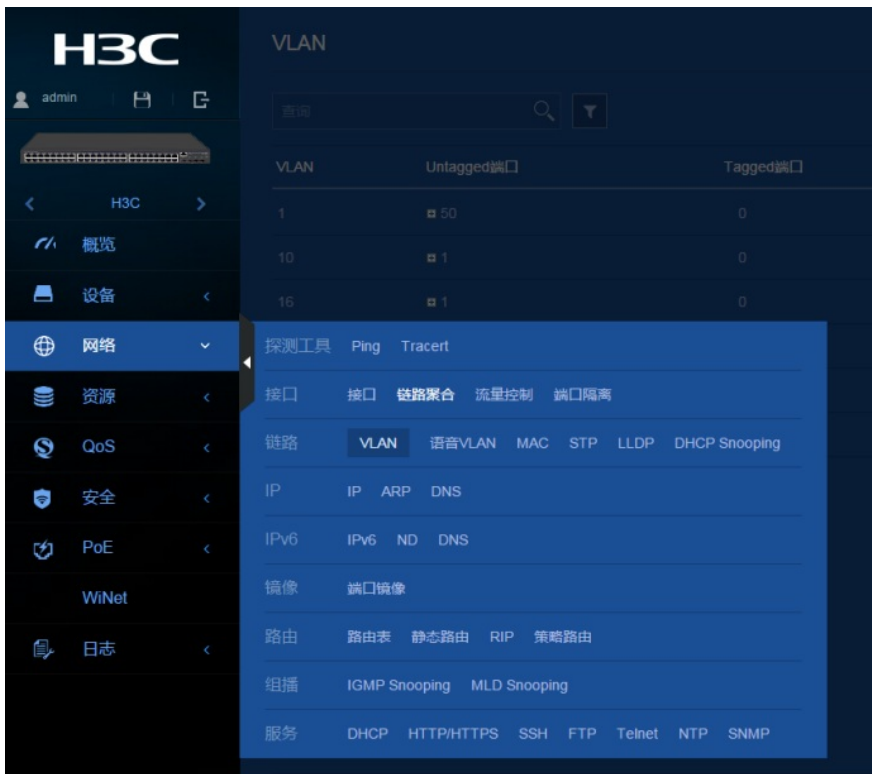 H3C
admin
H3C
概览
设备
网络
资源
QoS
安全
PoE
WiNet
日志
VLAN
查询
VLAN Untagged端口 Tagged端口
1 50 0
10 1 0
16 1 0
探测工具 Ping Tracert
接口 接口 链路聚合 流量控制 端口隔离
链路 VLAN 语音VLAN MAC STP LLDP DHCP Snooping
IP IP ARP DNS
IPv6 IPv6 ND DNS
镜像 端口镜像
路由 路由表 静态路由 RIP 策略路由
组播 IGMP Snooping MLD Snooping
服务 DHCP HTTP/HTTPS SSH FTP Telnet NTP SNMP